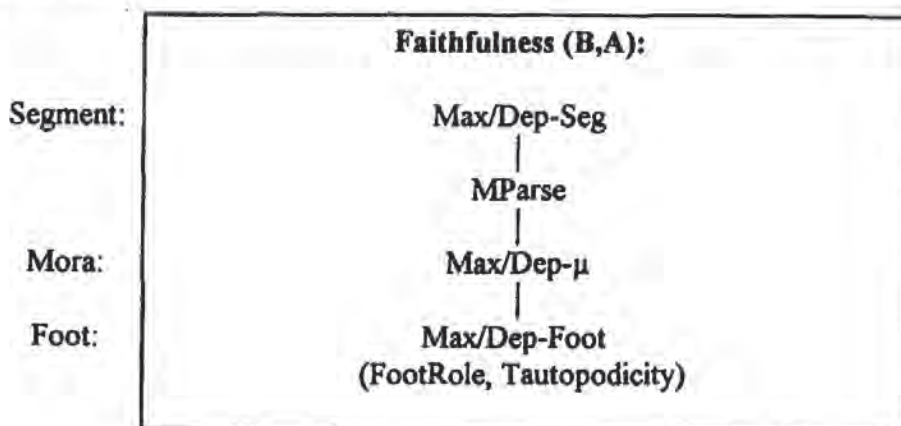 Faithfulness (B,A):
Segment: Max/Dep-Seg
MParse
Mora: Max/Dep-μ
Foot: Max/Dep-Foot
(FootRole, Tautopodicity)